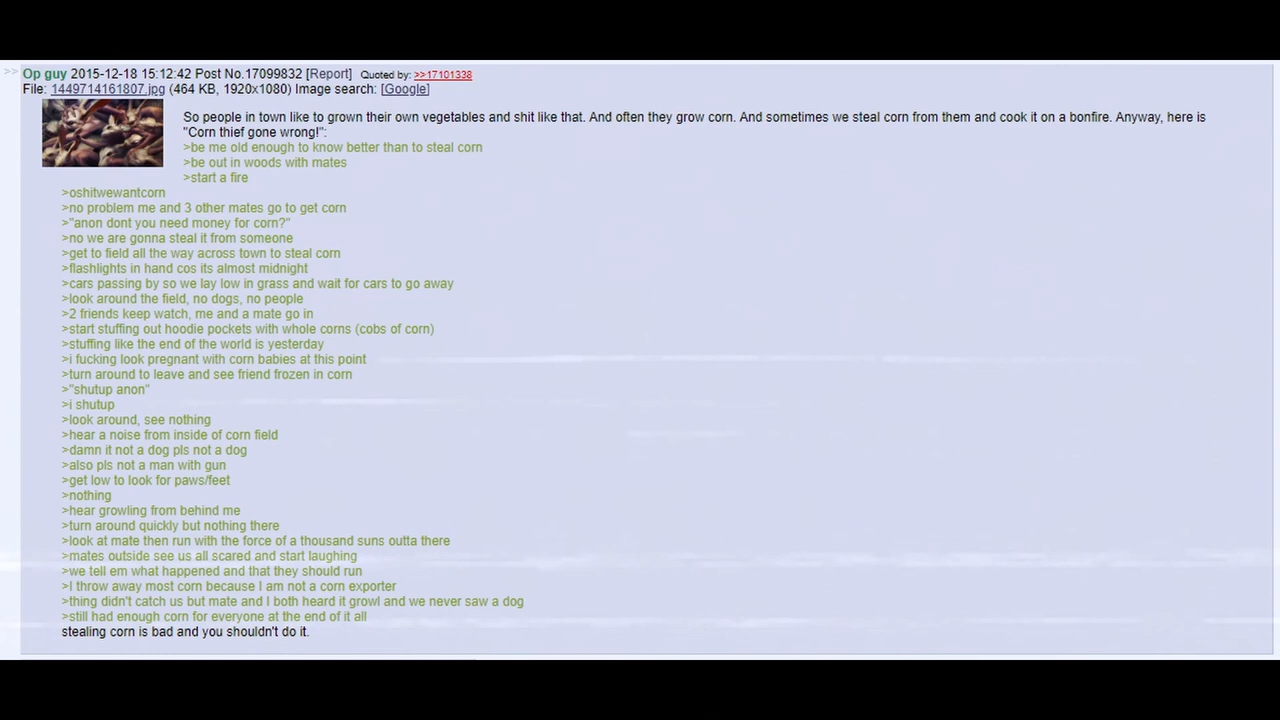 >> Op guy 2015-12-18 15:12:42 Post No.17099832 [Report] Quoted by: >>17101338
File: 1449714161807.jpg (464 KB, 1920x1080) Image search: [Google]
So people in town like to grown their own vegetables and shit like that. And often they grow corn. And sometimes we steal corn from them and cook it on a bonfire. Anyway, here is
"Corn thief gone wrong!":
>be me old enough to know better than to steal corn
>be out in woods with mates
>start a fire
>oshitwewantcorn
>no problem me and 3 other mates go to get corn
>"anon dont you need money for corn?"
>no we are gonna steal it from someone
>get to field all the way across town to steal corn
>flashlights in hand cos its almost midnight
>cars passing by so we lay low in grass and wait for cars to go away
>look around the field, no dogs, no people
>2 friends keep watch, me and a mate go in
>start stuffing out hoodie pockets with whole corns (cobs of corn)
>stuffing like the end of the world is yesterday
>i fucking look pregnant with corn babies at this point
>turn around to leave and see friend frozen in corn
>"shutup anon"
>i shutup
>look around, see nothing
>hear a noise from inside of corn field
>damn it not a dog pls not a dog
>also pls not a man with gun
>get low to look for paws/feet
>nothing
>hear growling from behind me
>turn around quickly but nothing there
>look at mate then run with the force of a thousand suns outta there
>mates outside see us all scared and start laughing
>we tell em what happened and that they should run
>I throw away most corn because I am not a corn exporter
>thing didn't catch us but mate and I both heard it growl and we never saw a dog
>still had enough corn for everyone at the end of it all
stealing corn is bad and you shouldn't do it.